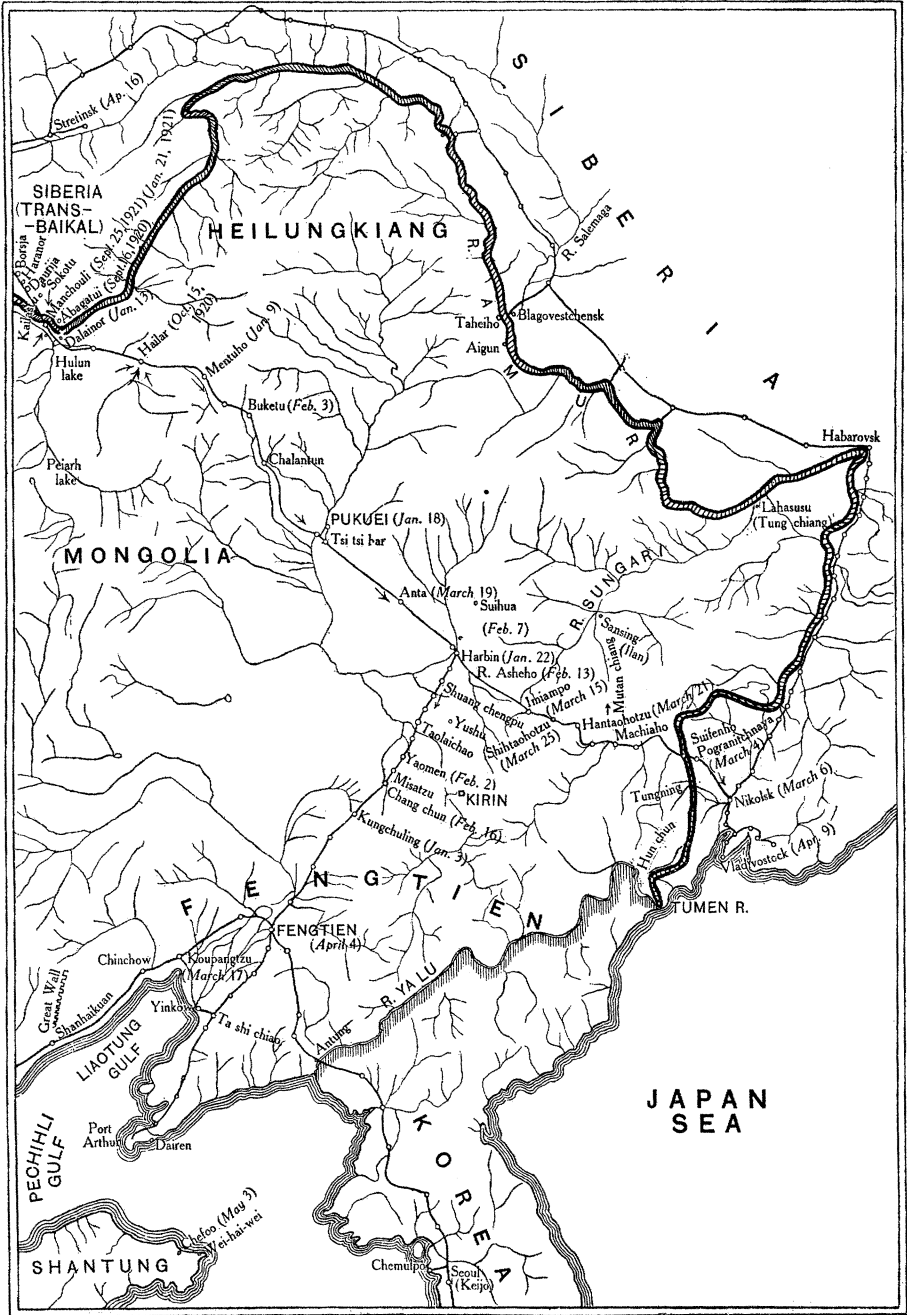 SIBERIA
Stretinsk (Ap. 16)
SIBERIA
(TRANS-
-BAIKAL)
(Jan. 21, 1921)
HEILUNGKIANG
R. AMUR
R. Salemaga
Borsja
Haranor
Daurija
Sokotu
Manchouli (Sept. 25, 1921)
Abagatui (Sept. 16, 1920)
Dalainor (Jan. 13)
Hailar (Oct. 15,
1920)
Mentuho (Jan. 9)
Hulun
lake
Taheiho
Blagovestchensk
Aigun
Buketu (Feb. 3)
Chalantun
Habarovsk
Peiarh
lake
Lahasusu
(Tung chiang)
PUKUEI (Jan. 18)
Tsi tsi har
MONGOLIA
Anta (March 19)
Suihua
(Feb. 7)
R. SUNGARI
Sansing
(Ilan)
Mutan chiang
Harbin (Jan. 22)
R. Asheho (Feb. 13)
Imiampo
(March 15)
Shuang chengpu
Yushu
Shihtaohotzu
(March 25)
Hantaohotzu (March 21)
Machiaho
Suifenho
Pogranitchnaya
(March 4)
Taolaichao
Yaomen (Feb. 2)
Misatzu
KIRIN
Chang chun (Feb. 16)
Kungchuling (Jan. 3)
Tungning
Nikolsk (March 6)
Hun chun
Vladivostock (Apr. 9)
FENGTIEN
TUMEN R.
FENGTIEN
(April 4)
Chinchow
Koupangtzu
(March 17)
R. YALU
Great Wall
Shanhaikuan
Yinkow
Ta shi chiao
Antung
LIAOTUNG
GULF
JAPAN
SEA
Port
Arthur
Dairen
PECHIHLI
GULF
KOREA
Chefoo (May 3)
Wei-hai-wei
SHANTUNG
Chemulpo
Seoul
(Keijo)